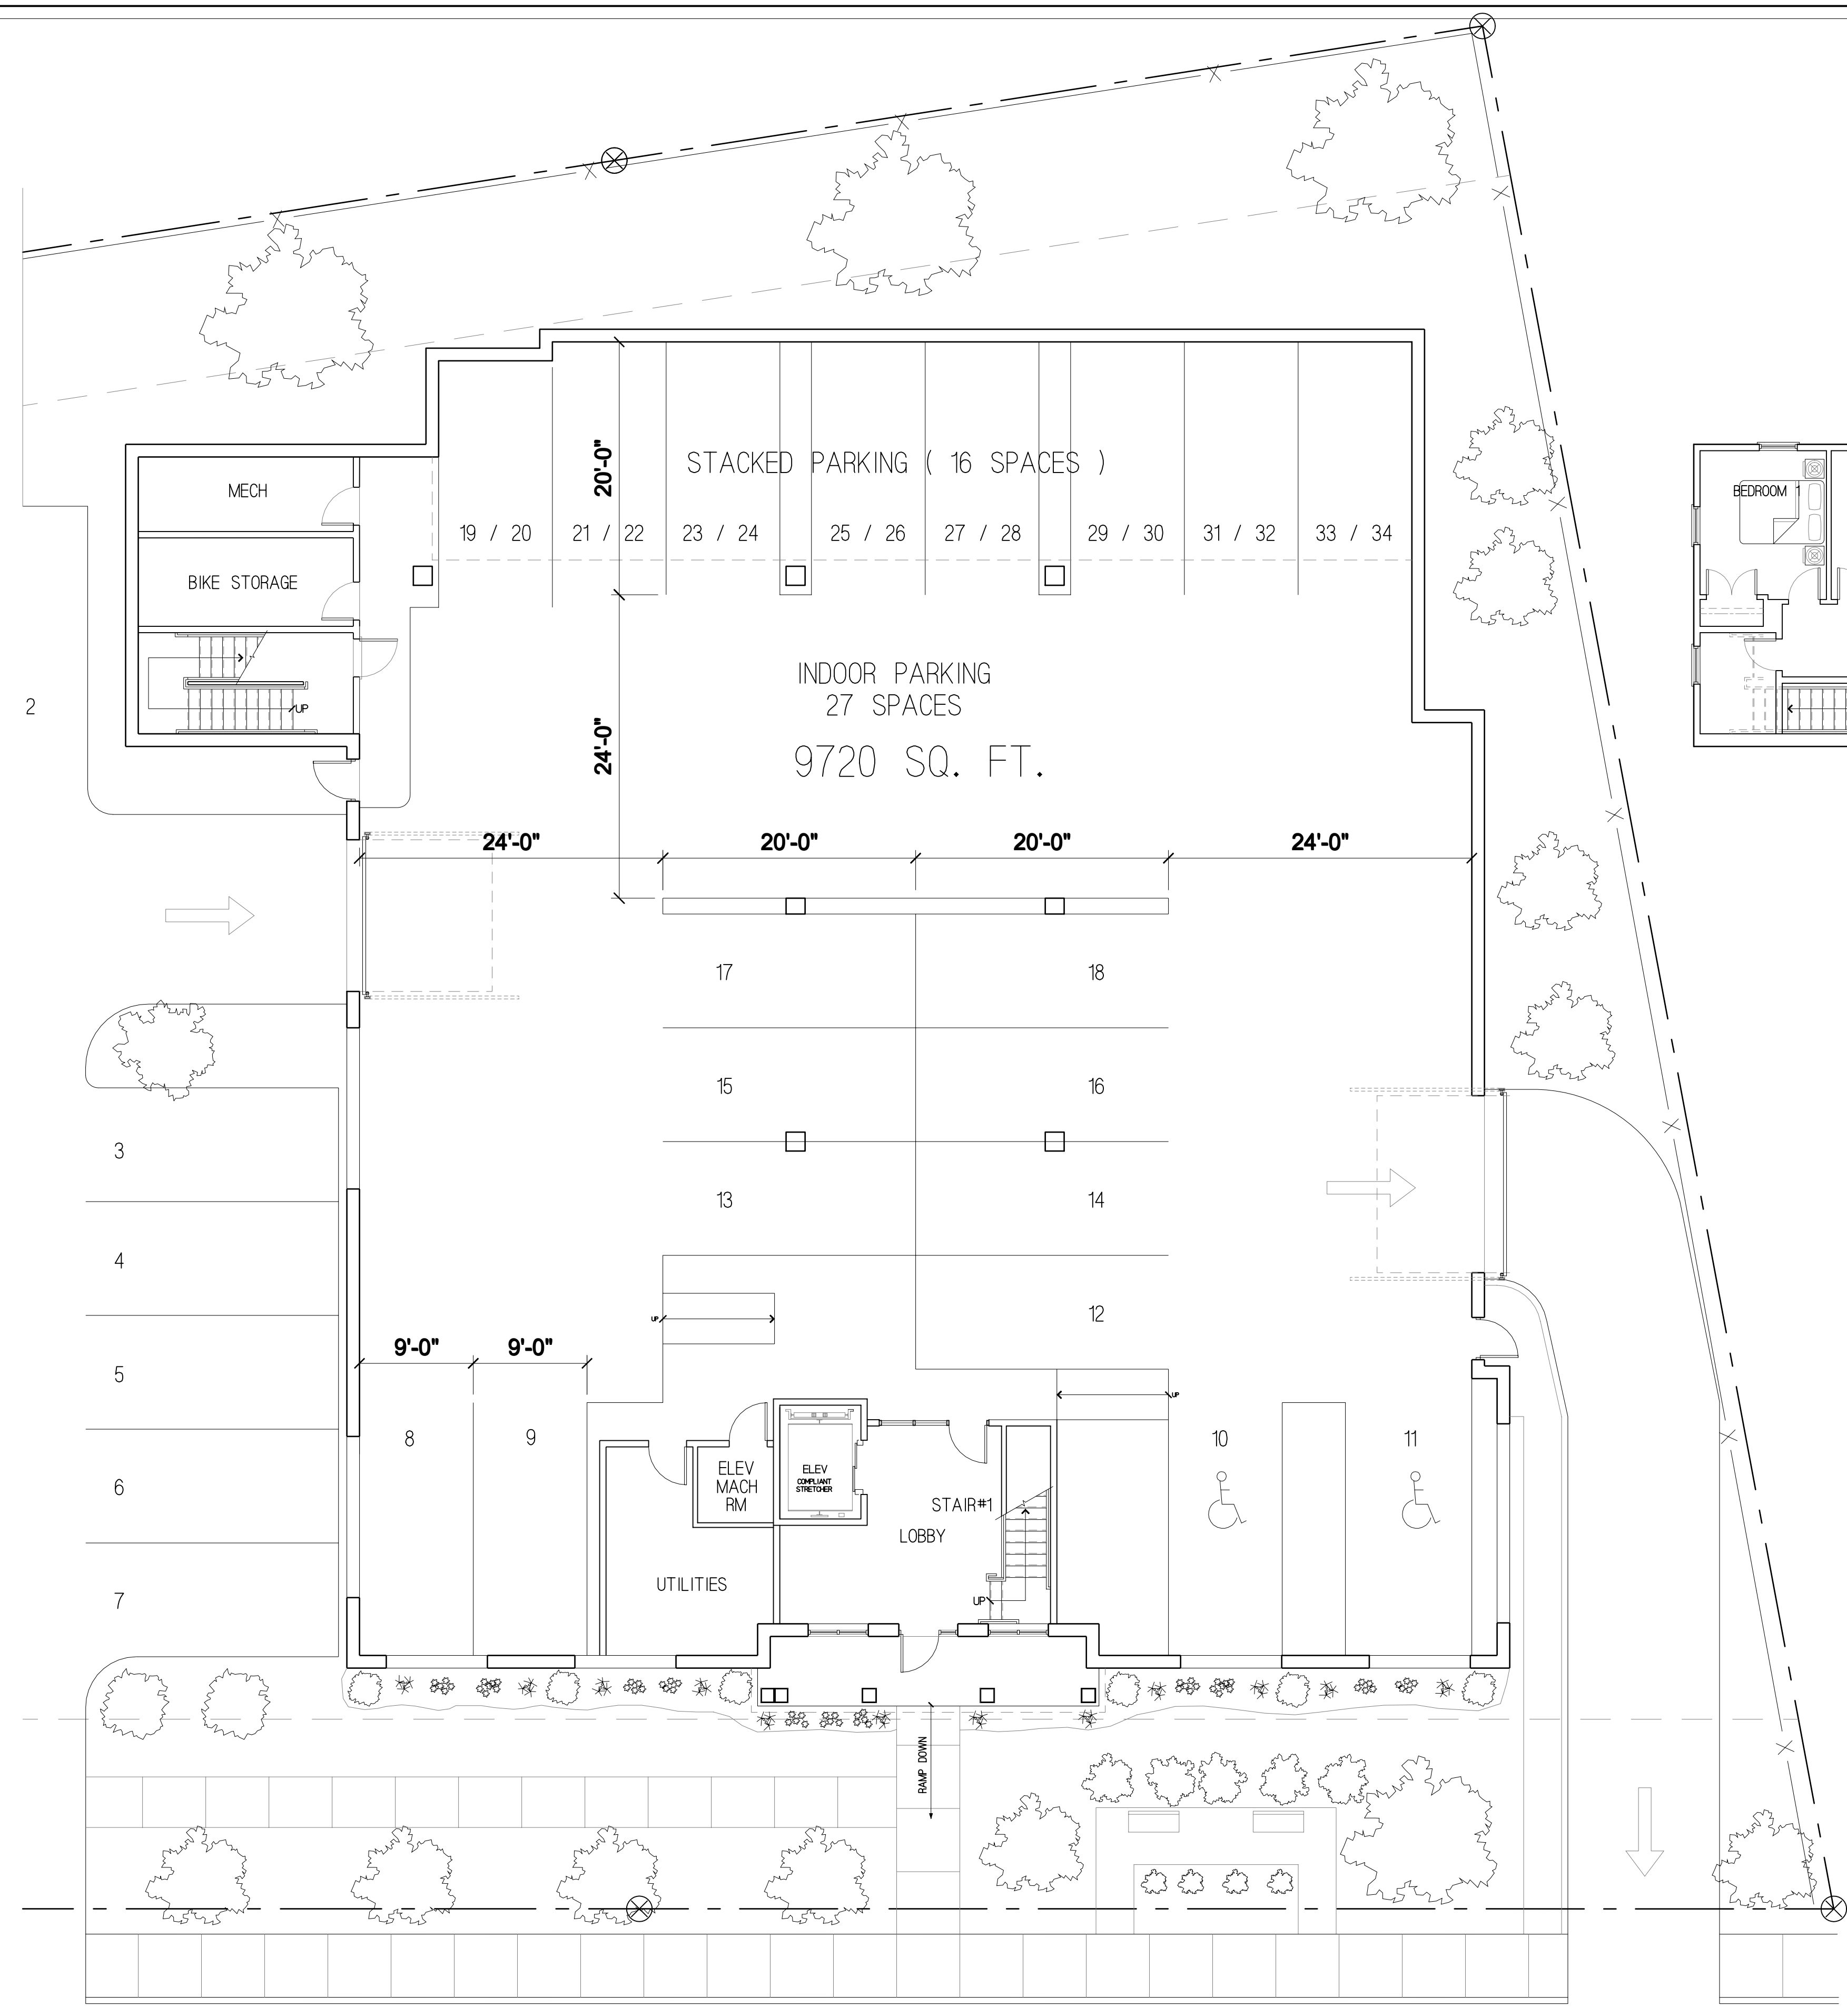 MECH
20'-0"
STACKED PARKING ( 16 SPACES )
BEDROOM 1
19 / 20
21 / 22
23 / 24
25 / 26
27 / 28
29 / 30
31 / 32
33 / 34
BIKE STORAGE
INDOOR PARKING
27 SPACES
9720 SQ. FT.
2
UP
24'-0"
24'-0"
20'-0"
20'-0"
24'-0"
17
18
15
16
3
13
14
4
12
UP
9'-0"
9'-0"
5
UP
8
9
10
11
ELEV
MACH
RM
ELEV
COMPLIANT
STRETCHER
6
STAIR#1
LOBBY
UTILITIES
7
UP
RAMP DOWN